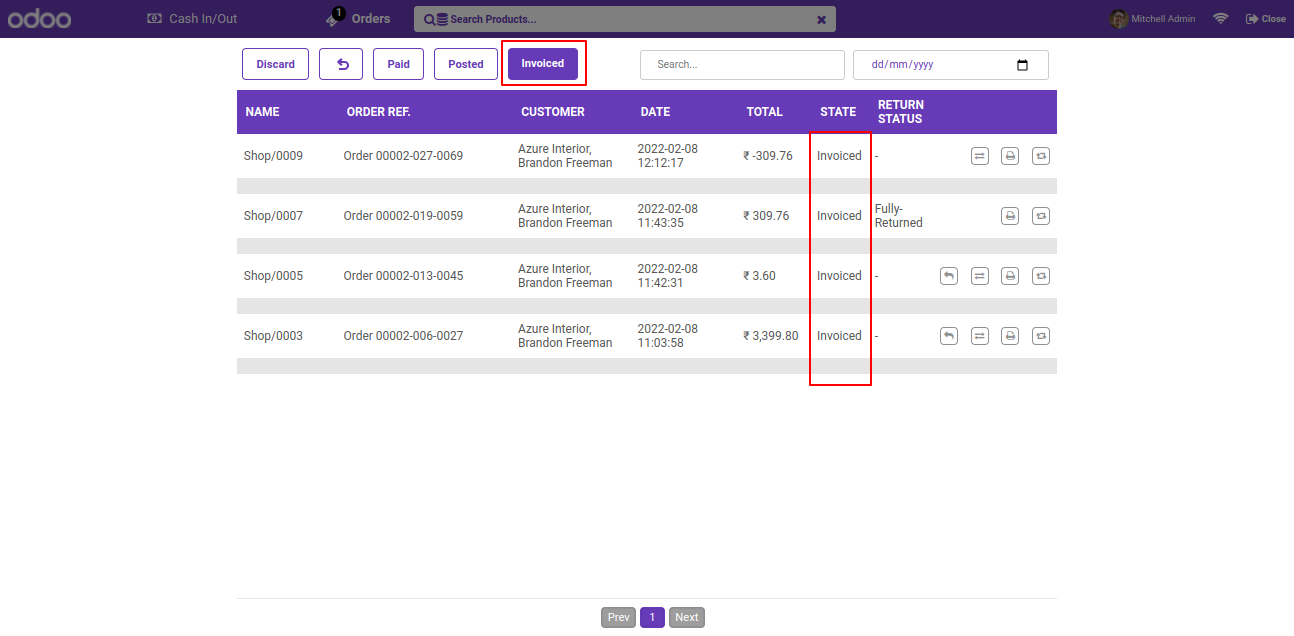 odoo Cash In/Out 1 Orders Search Products... Mitchell Admin Close
Discard Paid Posted Invoiced Search... dd/mm/yyyy
NAME ORDER REF. CUSTOMER DATE TOTAL STATE RETURN
STATUS
Shop/0009 Order 00002-027-0069 Azure Interior, 2022-02-08 ₹ -309.76 Invoiced -
Brandon Freeman 12:12:17
Shop/0007 Order 00002-019-0059 Azure Interior, 2022-02-08 ₹ 309.76 Invoiced Fully-
Brandon Freeman 11:43:35 Returned
Shop/0005 Order 00002-013-0045 Azure Interior, 2022-02-08 ₹ 3.60 Invoiced -
Brandon Freeman 11:42:31
Shop/0003 Order 00002-006-0027 Azure Interior, 2022-02-08 ₹ 3,399.80 Invoiced -
Brandon Freeman 11:03:58
Prev 1 Next